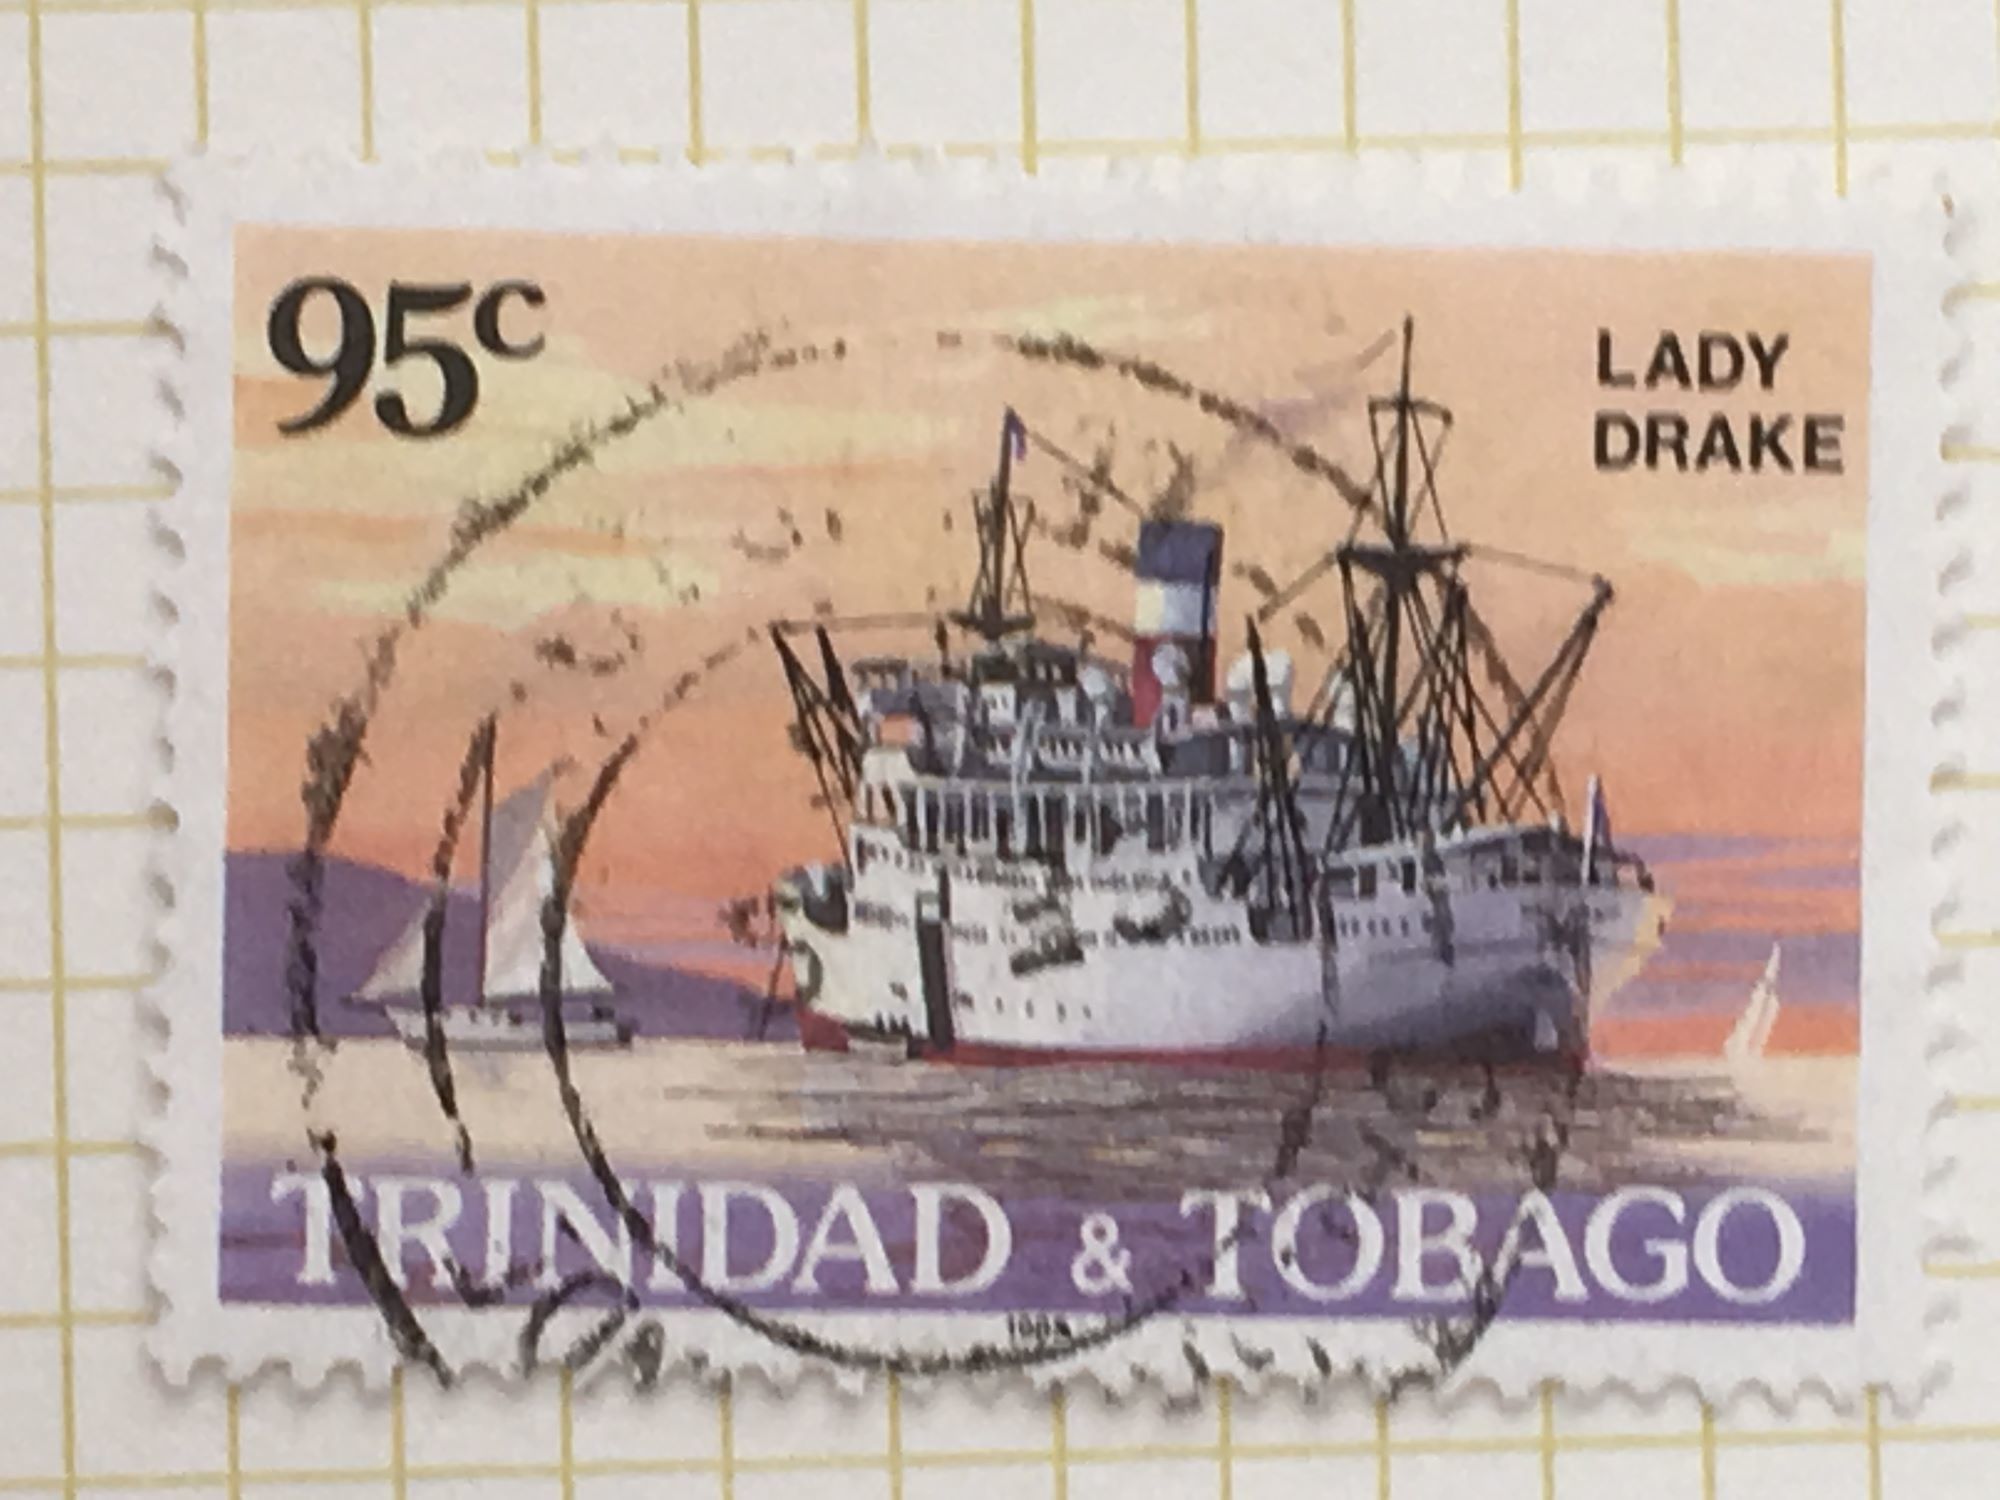 95c
LADY
DRAKE
TRINIDAD & TOBAGO